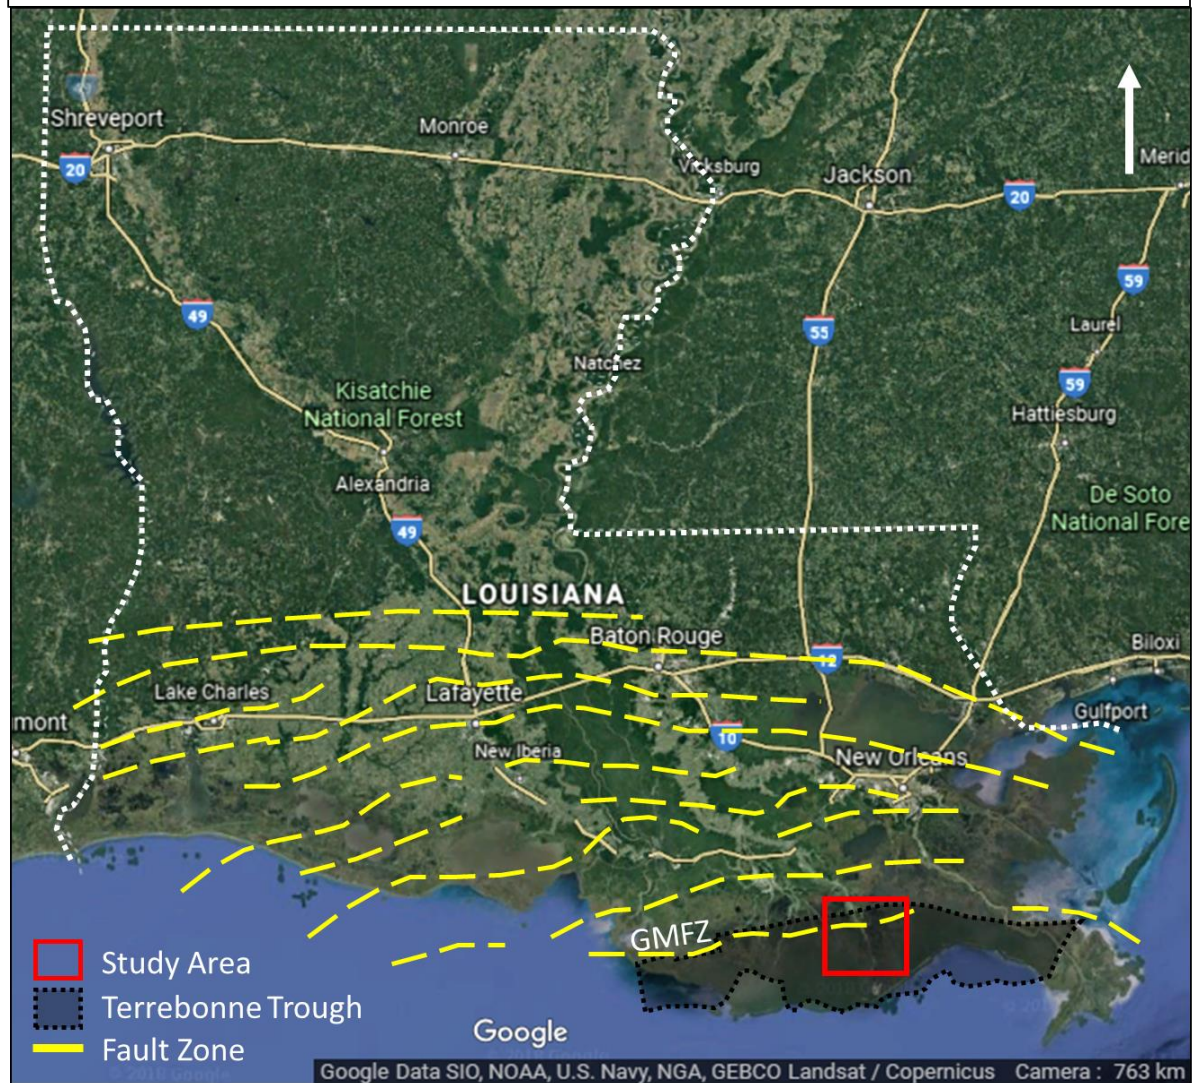 Shreveport
Monroe
20
Vicksburg
Jackson
Merid
20
49
59
55
Laurel
Natchez
59
Kisatchie
National Forest
Hattiesburg
Alexandria
De Soto
National Fore
49
LOUISIANA
Baton Rouge
12
Biloxi
Lake Charles
Lafayette
Gulfport
mont
10
New Iberia
New Orleans
GMFZ
Study Area
Terrebonne Trough
Fault Zone
Google
Google Data SIO, NOAA, U.S. Navy, NGA, GEBCO Landsat / Copernicus Camera : 763 km